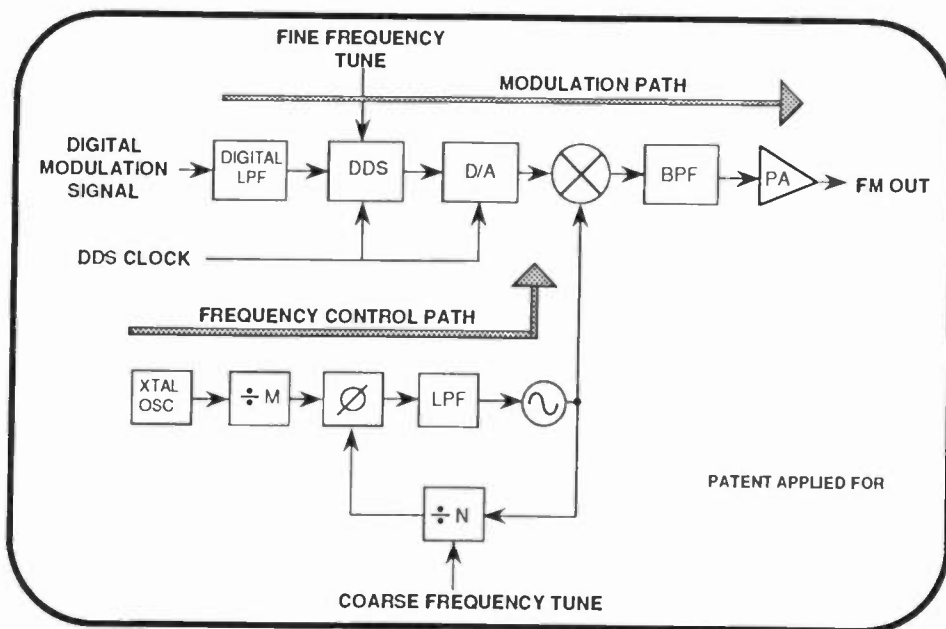 FINE FREQUENCY
TUNE
MODULATION PATH
DIGITAL
MODULATION
SIGNAL
DIGITAL
LPF
DDS
D/A
BPF
PA
FM OUT
DDS CLOCK
FREQUENCY CONTROL PATH
XTAL
OSC
÷ M
Ø
LPF
÷ N
PATENT APPLIED FOR
COARSE FREQUENCY TUNE